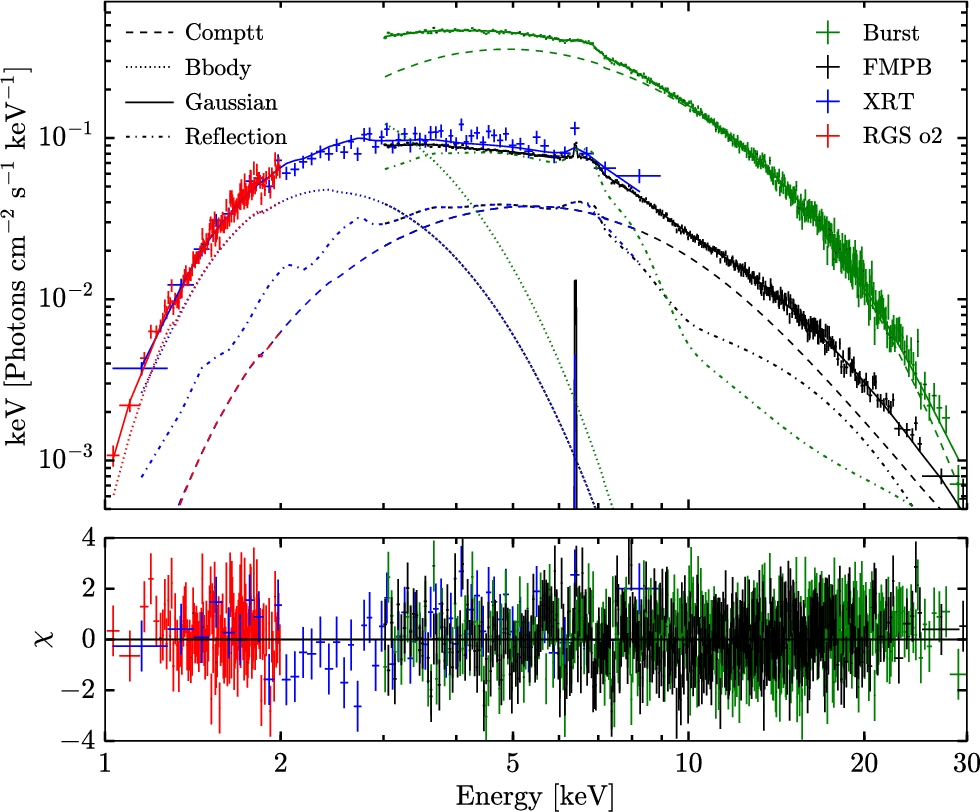 Comptt
Bbody
Gaussian
Reflection
Burst
FMPB
XRT
RGS o2
keV [Photons cm⁻² s⁻¹ keV⁻¹]
10⁻¹
10⁻²
10⁻³
χ
4
2
0
−2
−4
1 2 5 10 20 30
Energy [keV]